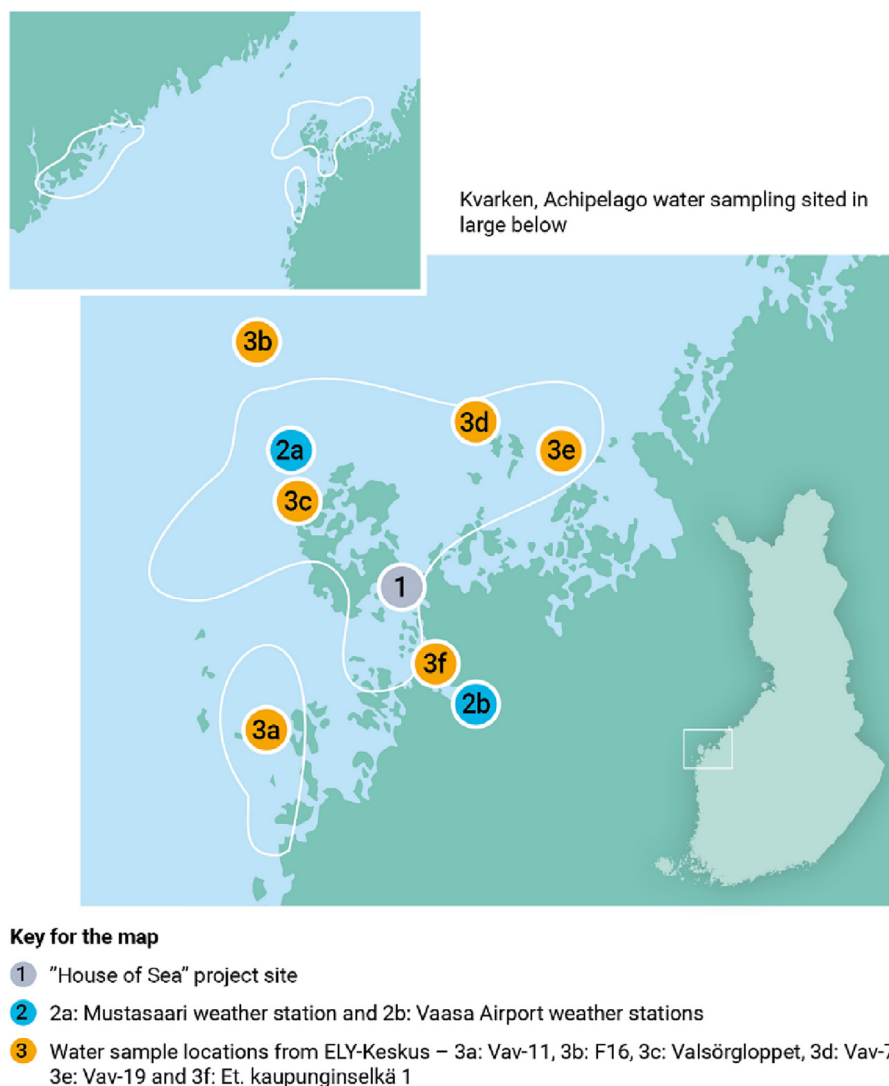 Kvarken, Achipelago water sampling sited in
large below
3b
3d
2a
3e
3c
1
3f
2b
3a
Key for the map
1 "House of Sea" project site
2 2a: Mustasaari weather station and 2b: Vaasa Airport weather stations
3 Water sample locations from ELY-Keskus – 3a: Vav-11, 3b: F16, 3c: Valsörgloppet, 3d: Vav-7
3e: Vav-19 and 3f: Et. kaupunginselkä 1